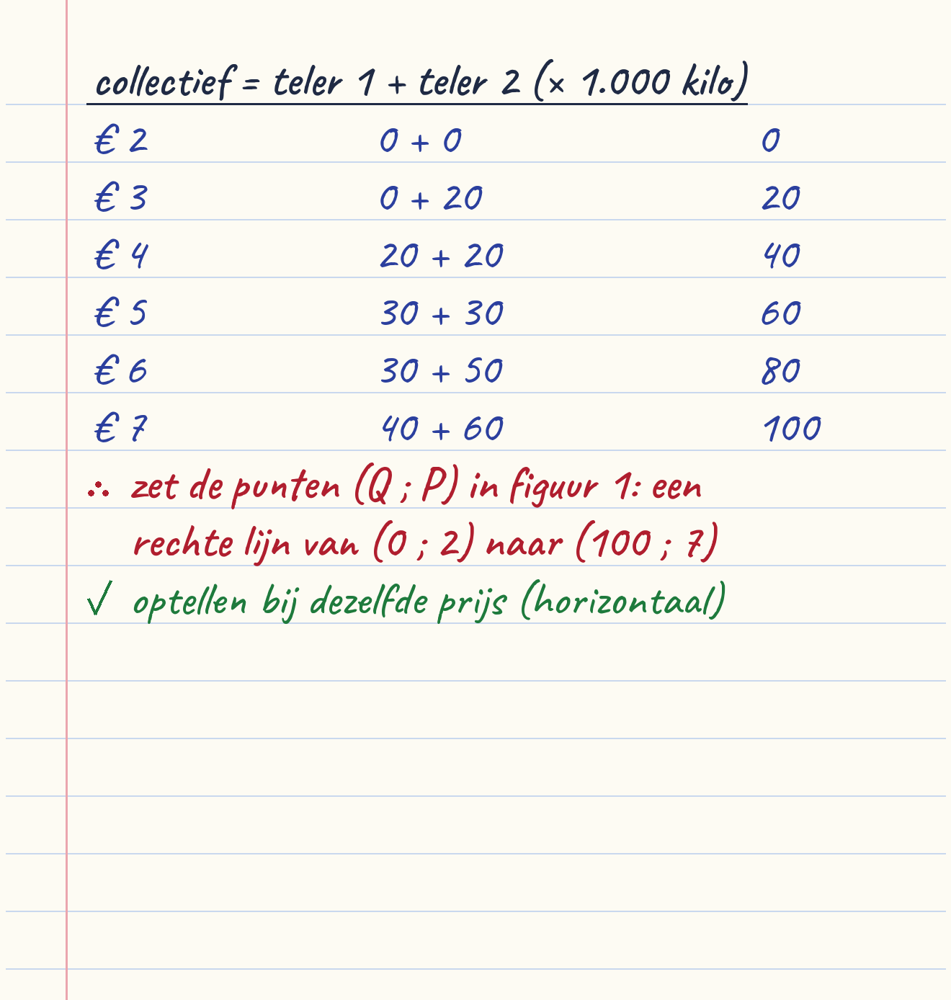 collectief = teler 1 + teler 2 (× 1.000 kilo)
€ 2 0 + 0 0
€ 3 0 + 20 20
€ 4 20 + 20 40
€ 5 30 + 30 60
€ 6 30 + 50 80
€ 7 40 + 60 100
∴ zet de punten (Q ; P) in figuur 1: een
rechte lijn van (0 ; 2) naar (100 ; 7)
✓ optellen bij dezelfde prijs (horizontaal)